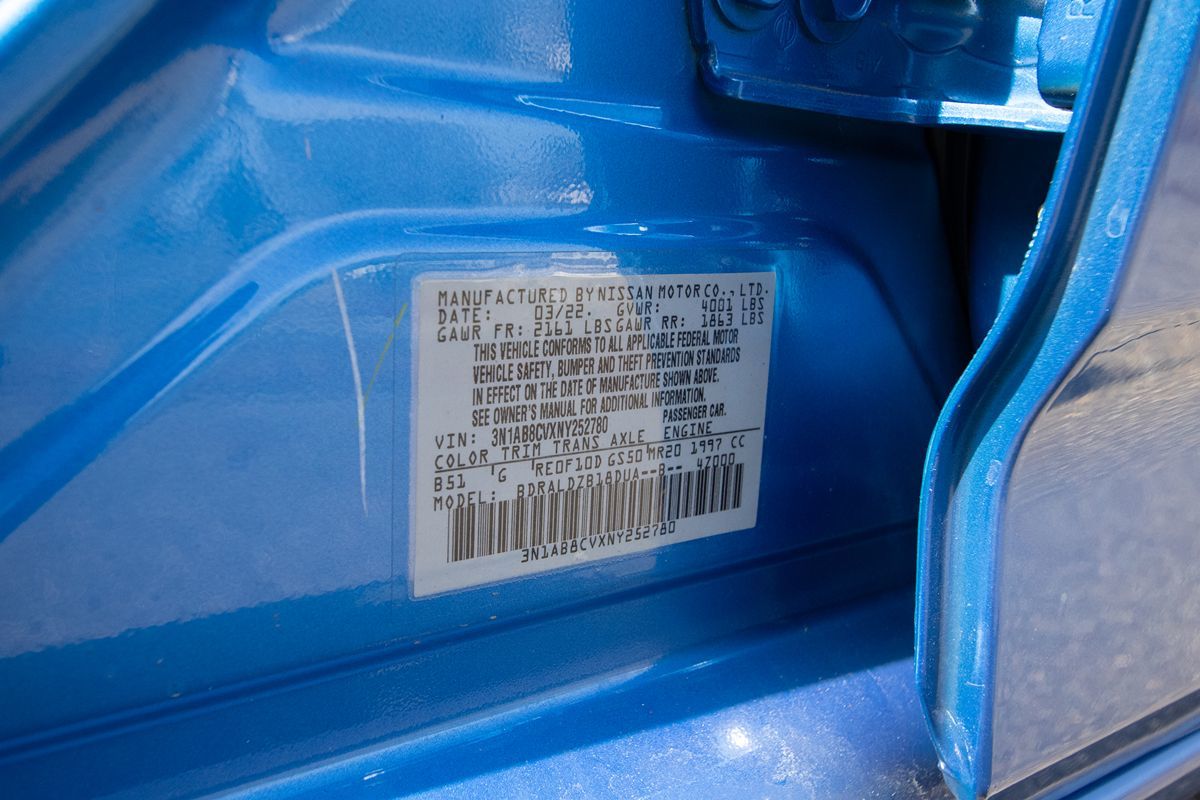 MANUFACTURED BY NISSAN MOTOR CO., LTD.
DATE: 03/22. GVWR: 4001 LBS
GAWR FR: 2161 LBS GAWR RR: 1863 LBS
THIS VEHICLE CONFORMS TO ALL APPLICABLE FEDERAL MOTOR
VEHICLE SAFETY, BUMPER AND THEFT PREVENTION STANDARDS
IN EFFECT ON THE DATE OF MANUFACTURE SHOWN ABOVE.
SEE OWNER'S MANUAL FOR ADDITIONAL INFORMATION.
VIN: 3N1AB8CVXNY252780 PASSENGER CAR.
COLOR TRIM TRANS AXLE ENGINE
B51 G RE0F10D GS50 MR20 1997 CC
MODEL: BDRALDZB18DUA--B-- 47000
3N1AB8CVXNY252780